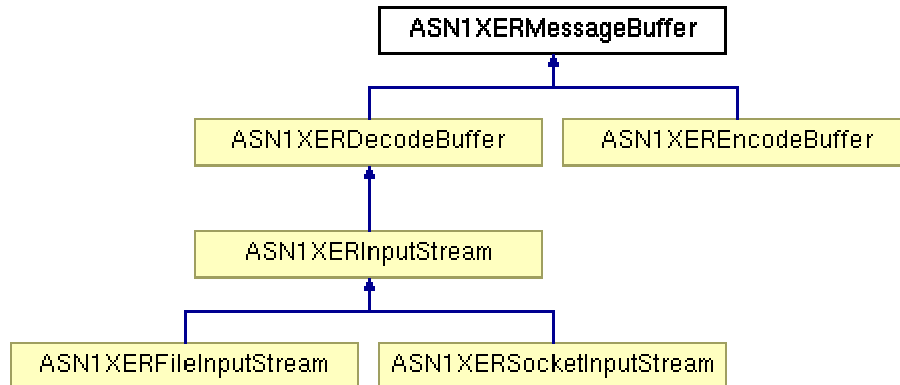 ASN1XERMessageBuffer
ASN1XERDecodeBuffer
ASN1XEREncodeBuffer
ASN1XERInputStream
ASN1XERFileInputStream
ASN1XERSocketInputStream